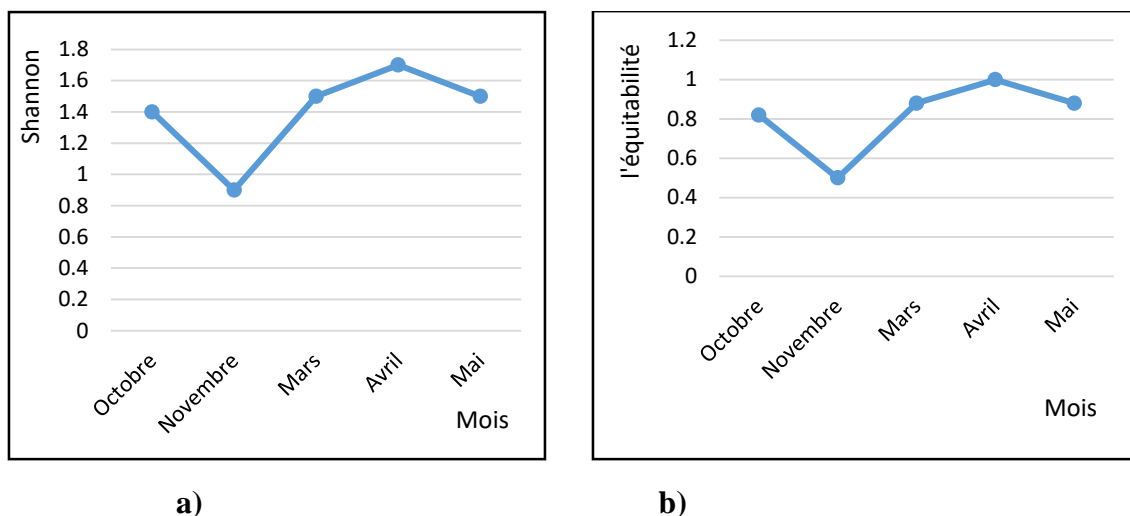 Shannon
1.8
1.6
1.4
1.2
1
0.8
0.6
0.4
0.2
0
Octobre
Novembre
Mars
Avril
Mai
Mois
a)
l'équitabilité
1.2
1
0.8
0.6
0.4
0.2
0
Octobre
Novembre
Mars
Avril
Mai
Mois
b)